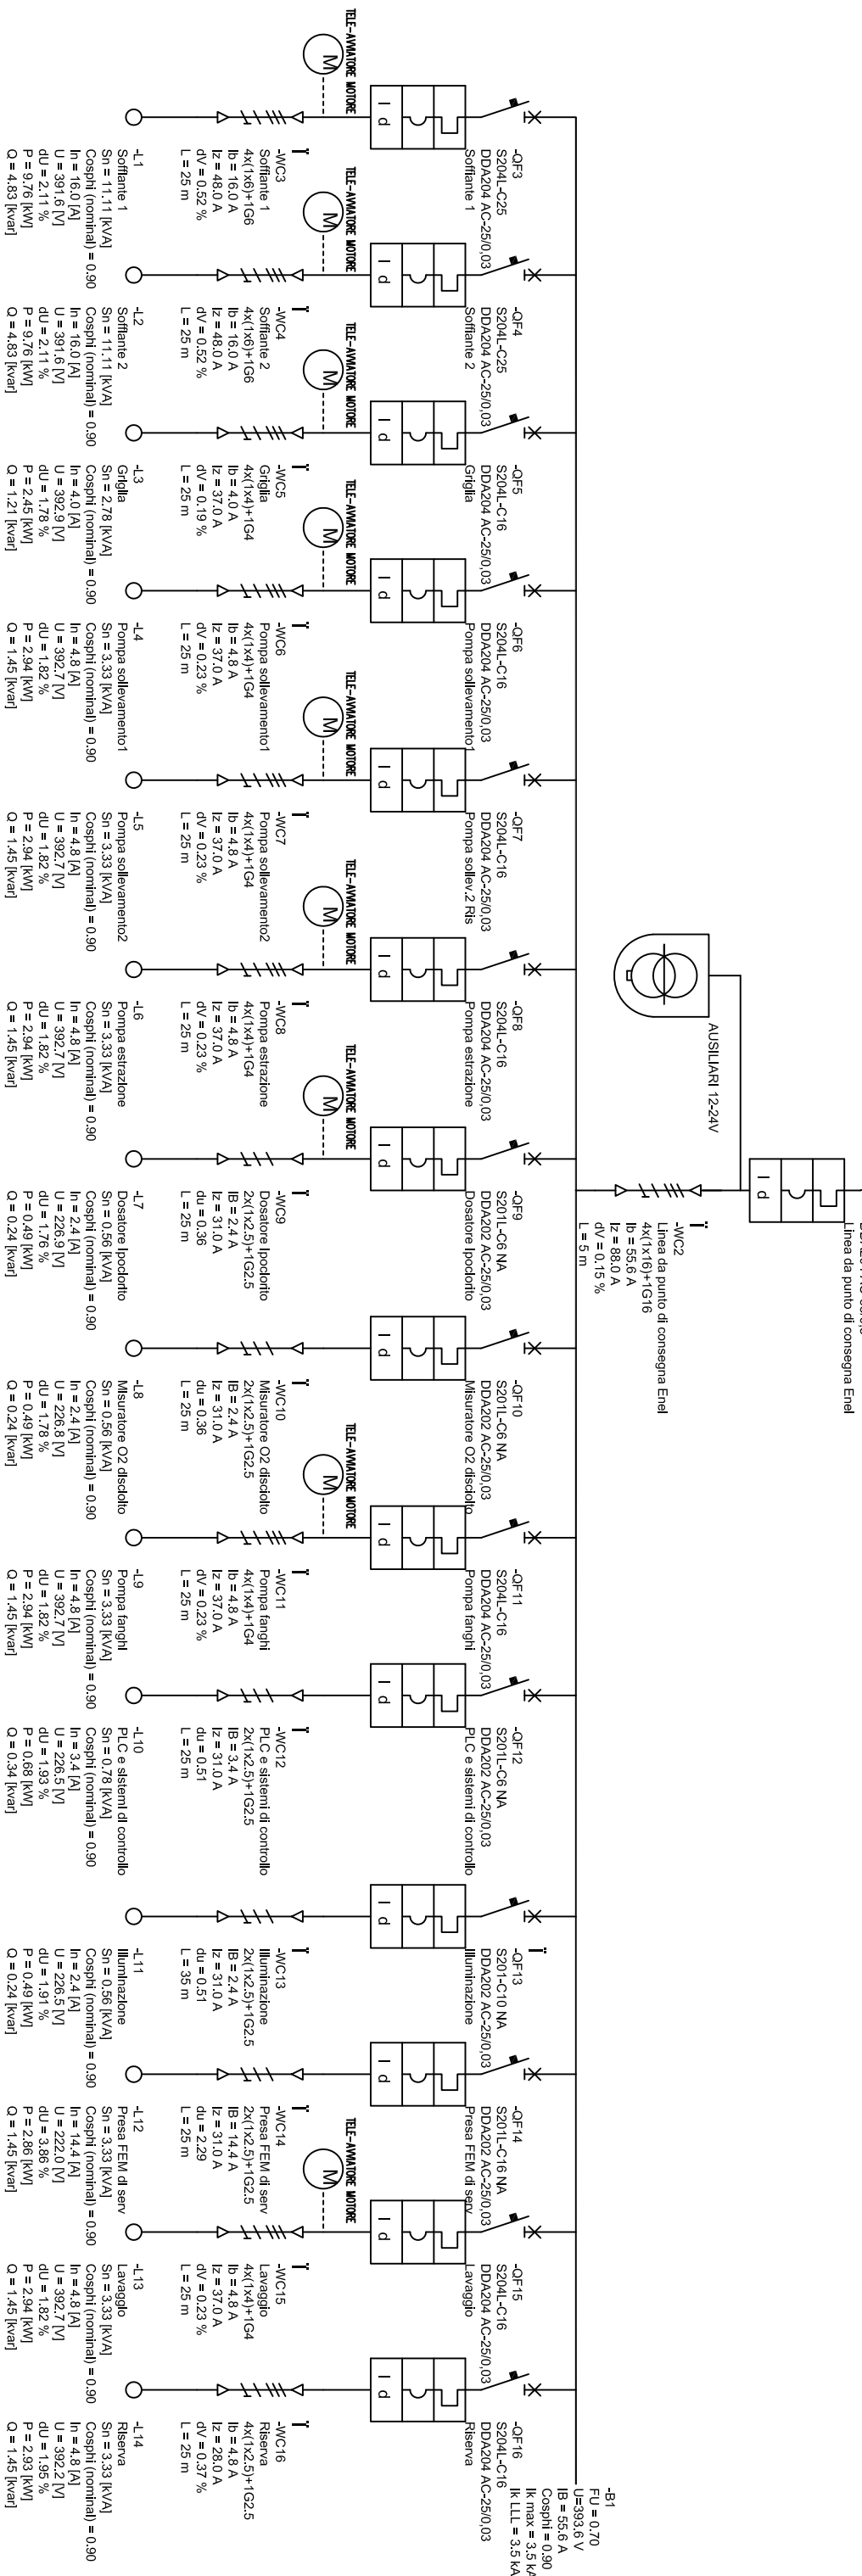 Linea da punto di consegna Enel
AUSILIARI 12-24V
-WC2
Linea da punto di consegna Enel
4x(1x16)+1G16
Ib = 55.6 A
Iz = 88.0 A
dV = 0.15 %
L = 5 m
-B1
FU = 0.70
U=393.6 V
IB = 55.6 A
Cosphi = 0.90
Ik max = 3.5 kA
Ik LLL = 3.5 kA
-QF3
S204L-C25
DDA204 AC-25/0,03
Soffiante 1
TELE-AVVIATORE MOTORE
M
I d
-WC3
Soffiante 1
4x(1x6)+1G6
Ib = 16.0 A
Iz = 48.0 A
dV = 0.52 %
L = 25 m
-L1
Soffiante 1
Sn = 11.11 [kVA]
Cosphi (nominal) = 0.90
In = 16.0 [A]
U = 391.6 [V]
dU = 2.11 %
P = 9.76 [kW]
Q = 4.83 [kvar]
-QF4
S204L-C25
DDA204 AC-25/0,03
Soffiante 2
TELE-AVVIATORE MOTORE
M
I d
-WC4
Soffiante 2
4x(1x6)+1G6
Ib = 16.0 A
Iz = 48.0 A
dV = 0.52 %
L = 25 m
-L2
Soffiante 2
Sn = 11.11 [kVA]
Cosphi (nominal) = 0.90
In = 16.0 [A]
U = 391.6 [V]
dU = 2.11 %
P = 9.76 [kW]
Q = 4.83 [kvar]
-QF5
S204L-C16
DDA204 AC-25/0,03
Griglia
TELE-AVVIATORE MOTORE
M
I d
-WC5
Griglia
4x(1x4)+1G4
Ib = 4.0 A
Iz = 37.0 A
dV = 0.19 %
L = 25 m
-L3
Griglia
Sn = 2.78 [kVA]
Cosphi (nominal) = 0.90
In = 4.0 [A]
U = 392.9 [V]
dU = 1.78 %
P = 2.45 [kW]
Q = 1.21 [kvar]
-QF6
S204L-C16
DDA204 AC-25/0,03
Pompa sollevamento1
TELE-AVVIATORE MOTORE
M
I d
-WC6
Pompa sollevamento1
4x(1x4)+1G4
Ib = 4.8 A
Iz = 37.0 A
dV = 0.23 %
L = 25 m
-L4
Pompa sollevamento1
Sn = 3.33 [kVA]
Cosphi (nominal) = 0.90
In = 4.8 [A]
U = 392.7 [V]
dU = 1.82 %
P = 2.94 [kW]
Q = 1.45 [kvar]
-QF7
S204L-C16
DDA204 AC-25/0,03
Pompa sollev.2 Ris
TELE-AVVIATORE MOTORE
M
I d
-WC7
Pompa sollevamento2
4x(1x4)+1G4
Ib = 4.8 A
Iz = 37.0 A
dV = 0.23 %
L = 25 m
-L5
Pompa sollevamento2
Sn = 3.33 [kVA]
Cosphi (nominal) = 0.90
In = 4.8 [A]
U = 392.7 [V]
dU = 1.82 %
P = 2.94 [kW]
Q = 1.45 [kvar]
-QF8
S204L-C16
DDA204 AC-25/0,03
Pompa estrazione
TELE-AVVIATORE MOTORE
M
I d
-WC8
Pompa estrazione
4x(1x4)+1G4
Ib = 4.8 A
Iz = 37.0 A
dV = 0.23 %
L = 25 m
-L6
Pompa estrazione
Sn = 3.33 [kVA]
Cosphi (nominal) = 0.90
In = 4.8 [A]
U = 392.7 [V]
dU = 1.82 %
P = 2.94 [kW]
Q = 1.45 [kvar]
-QF9
S201L-C6 NA
DDA202 AC-25/0,03
Dosatore Ipoclorito
TELE-AVVIATORE MOTORE
M
I d
-WC9
Dosatore Ipoclorito
2x(1x2.5)+1G2.5
IB = 2.4 A
Iz = 31.0 A
du = 0.36
L = 25 m
-L7
Dosatore Ipoclorito
Sn = 0.56 [kVA]
Cosphi (nominal) = 0.90
In = 2.4 [A]
U = 226.9 [V]
dU = 1.76 %
P = 0.49 [kW]
Q = 0.24 [kvar]
-QF10
S201L-C6 NA
DDA202 AC-25/0,03
Misuratore O2 disciolto
I d
-WC10
Misuratore O2 disciolto
2x(1x2.5)+1G2.5
IB = 2.4 A
Iz = 31.0 A
du = 0.36
L = 25 m
-L8
Misuratore O2 disciolto
Sn = 0.56 [kVA]
Cosphi (nominal) = 0.90
In = 2.4 [A]
U = 226.8 [V]
dU = 1.78 %
P = 0.49 [kW]
Q = 0.24 [kvar]
-QF11
S204L-C16
DDA204 AC-25/0,03
Pompa fanghi
TELE-AVVIATORE MOTORE
M
I d
-WC11
Pompa fanghi
4x(1x4)+1G4
Ib = 4.8 A
Iz = 37.0 A
dV = 0.23 %
L = 25 m
-L9
Pompa fanghi
Sn = 3.33 [kVA]
Cosphi (nominal) = 0.90
In = 4.8 [A]
U = 392.7 [V]
dU = 1.82 %
P = 2.94 [kW]
Q = 1.45 [kvar]
-QF12
S201L-C6 NA
DDA202 AC-25/0,03
PLC e sistemi di controllo
I d
-WC12
PLC e sistemi di controllo
2x(1x2.5)+1G2.5
IB = 3.4 A
Iz = 31.0 A
du = 0.51
L = 25 m
-L10
PLC e sistemi di controllo
Sn = 0.78 [kVA]
Cosphi (nominal) = 0.90
In = 3.4 [A]
U = 226.5 [V]
dU = 1.93 %
P = 0.68 [kW]
Q = 0.34 [kvar]
-QF13
S201-C10 NA
DDA202 AC-25/0,03
Illuminazione
I d
-WC13
Illuminazione
2x(1x2.5)+1G2.5
IB = 2.4 A
Iz = 31.0 A
du = 0.51
L = 35 m
-L11
Illuminazione
Sn = 0.56 [kVA]
Cosphi (nominal) = 0.90
In = 2.4 [A]
U = 226.5 [V]
dU = 1.91 %
P = 0.49 [kW]
Q = 0.24 [kvar]
-QF14
S201L-C16 NA
DDA202 AC-25/0,03
Presa FEM di serv
I d
-WC14
Presa FEM di serv
2x(1x2.5)+1G2.5
IB = 14.4 A
Iz = 31.0 A
du = 2.29
L = 25 m
-L12
Presa FEM di serv
Sn = 3.33 [kVA]
Cosphi (nominal) = 0.90
In = 14.4 [A]
U = 222.0 [V]
dU = 3.86 %
P = 2.86 [kW]
Q = 1.45 [kvar]
-QF15
S204L-C16
DDA204 AC-25/0,03
Lavaggio
TELE-AVVIATORE MOTORE
M
I d
-WC15
Lavaggio
4x(1x4)+1G4
Ib = 4.8 A
Iz = 37.0 A
dV = 0.23 %
L = 25 m
-L13
Lavaggio
Sn = 3.33 [kVA]
Cosphi (nominal) = 0.90
In = 4.8 [A]
U = 392.7 [V]
dU = 1.82 %
P = 2.94 [kW]
Q = 1.45 [kvar]
-QF16
S204L-C16
DDA204 AC-25/0,03
Riserva
I d
-WC16
Riserva
4x(1x2.5)+1G2.5
Ib = 4.8 A
Iz = 28.0 A
dV = 0.37 %
L = 25 m
-L14
Riserva
Sn = 3.33 [kVA]
Cosphi (nominal) = 0.90
In = 4.8 [A]
U = 392.2 [V]
dU = 1.95 %
P = 2.93 [kW]
Q = 1.45 [kvar]
I d